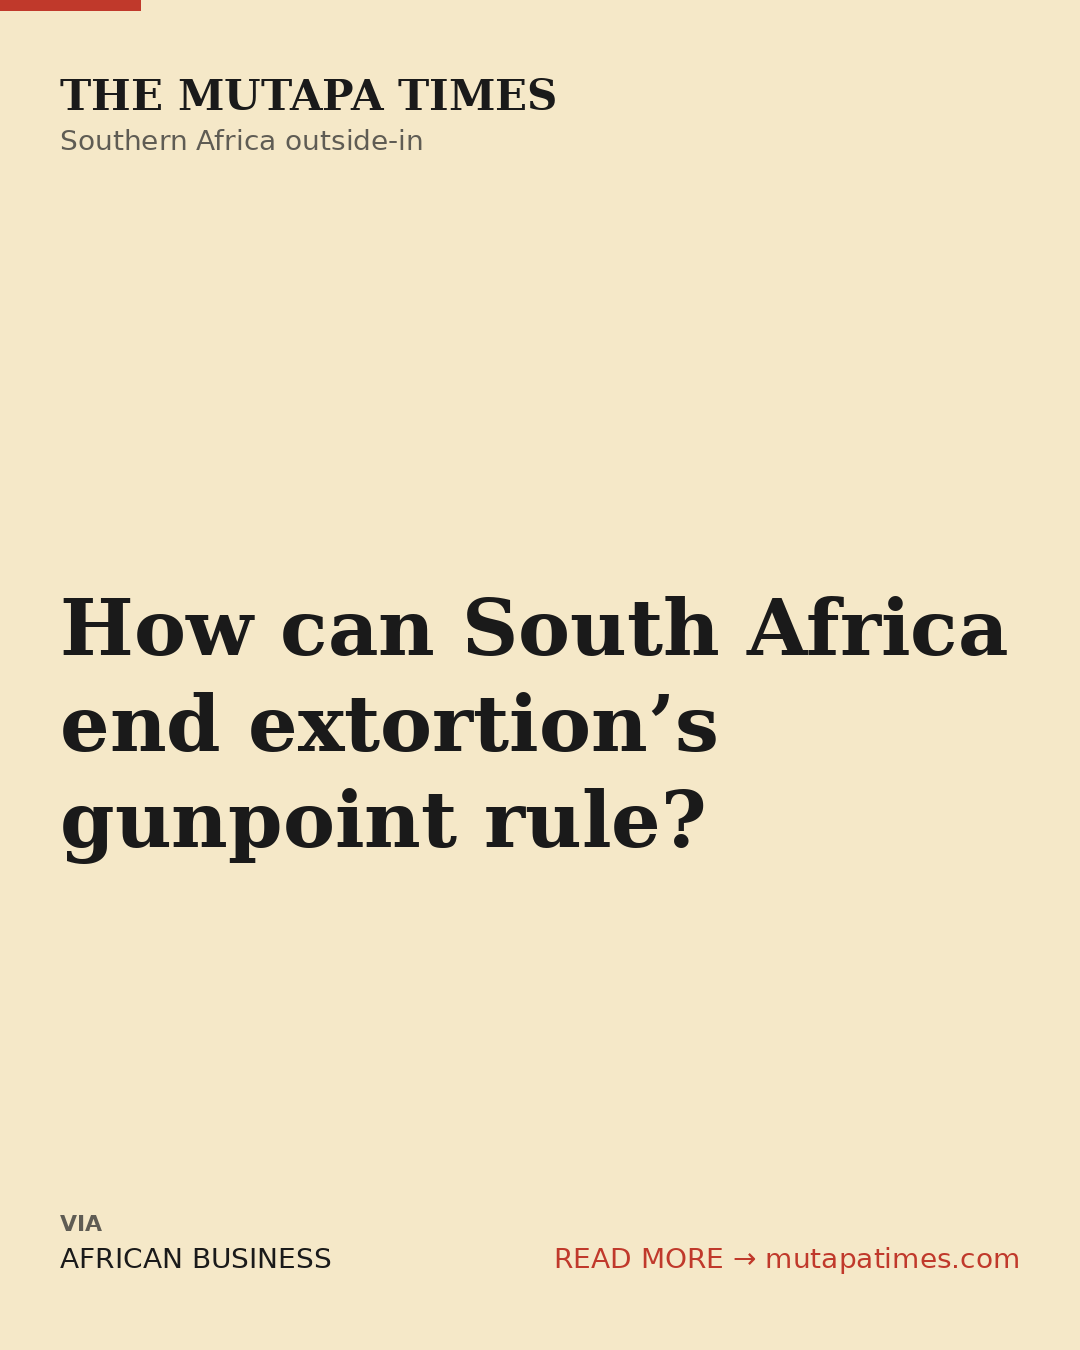 THE MUTAPA TIMES
Southern Africa outside-in
How can South Africa
end extortion’s
gunpoint rule?
VIA
AFRICAN BUSINESS
READ MORE → mutapatimes.com